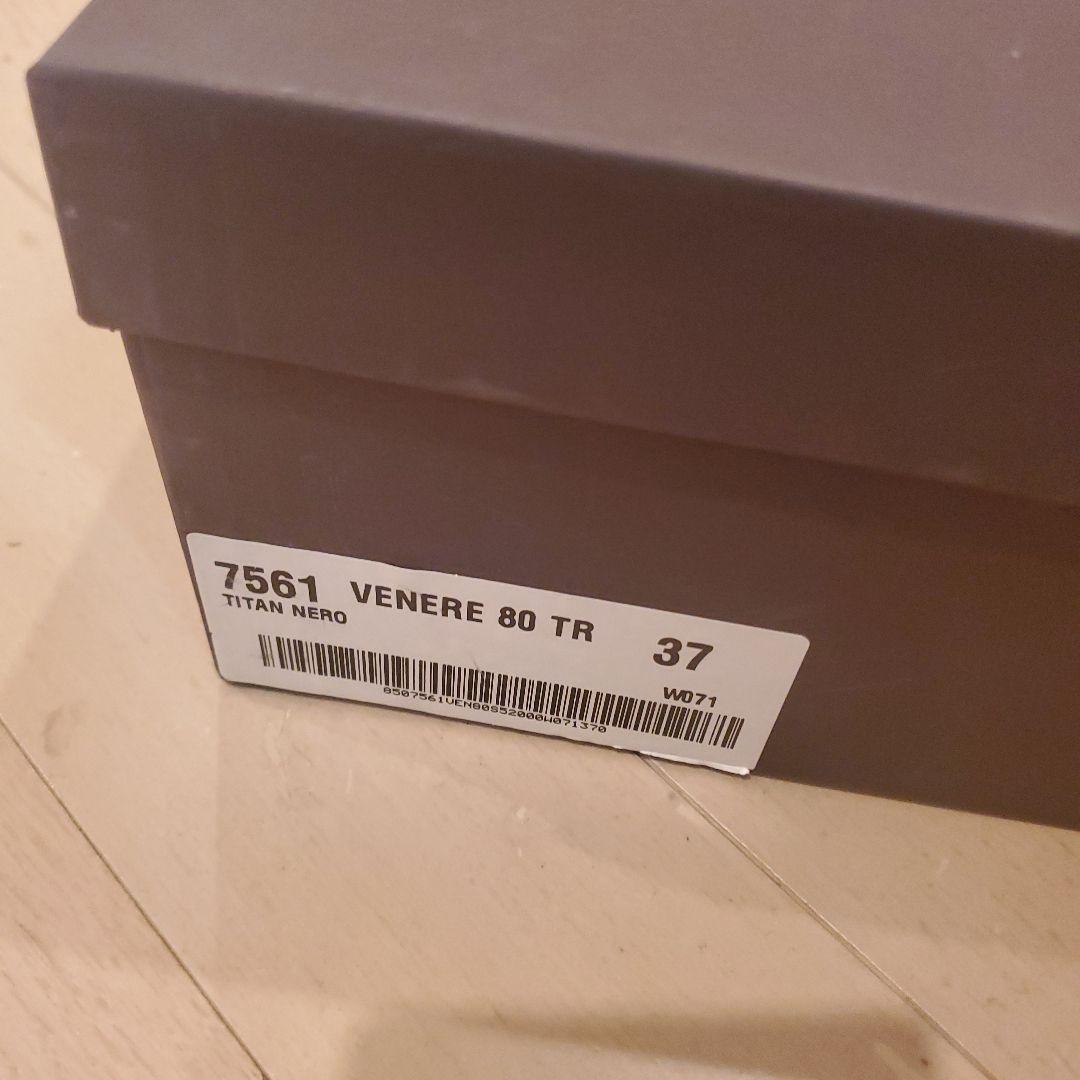 7561 VENERE 80 TR 37
TITAN NERO
W071
8507561VEN80S52000W071370